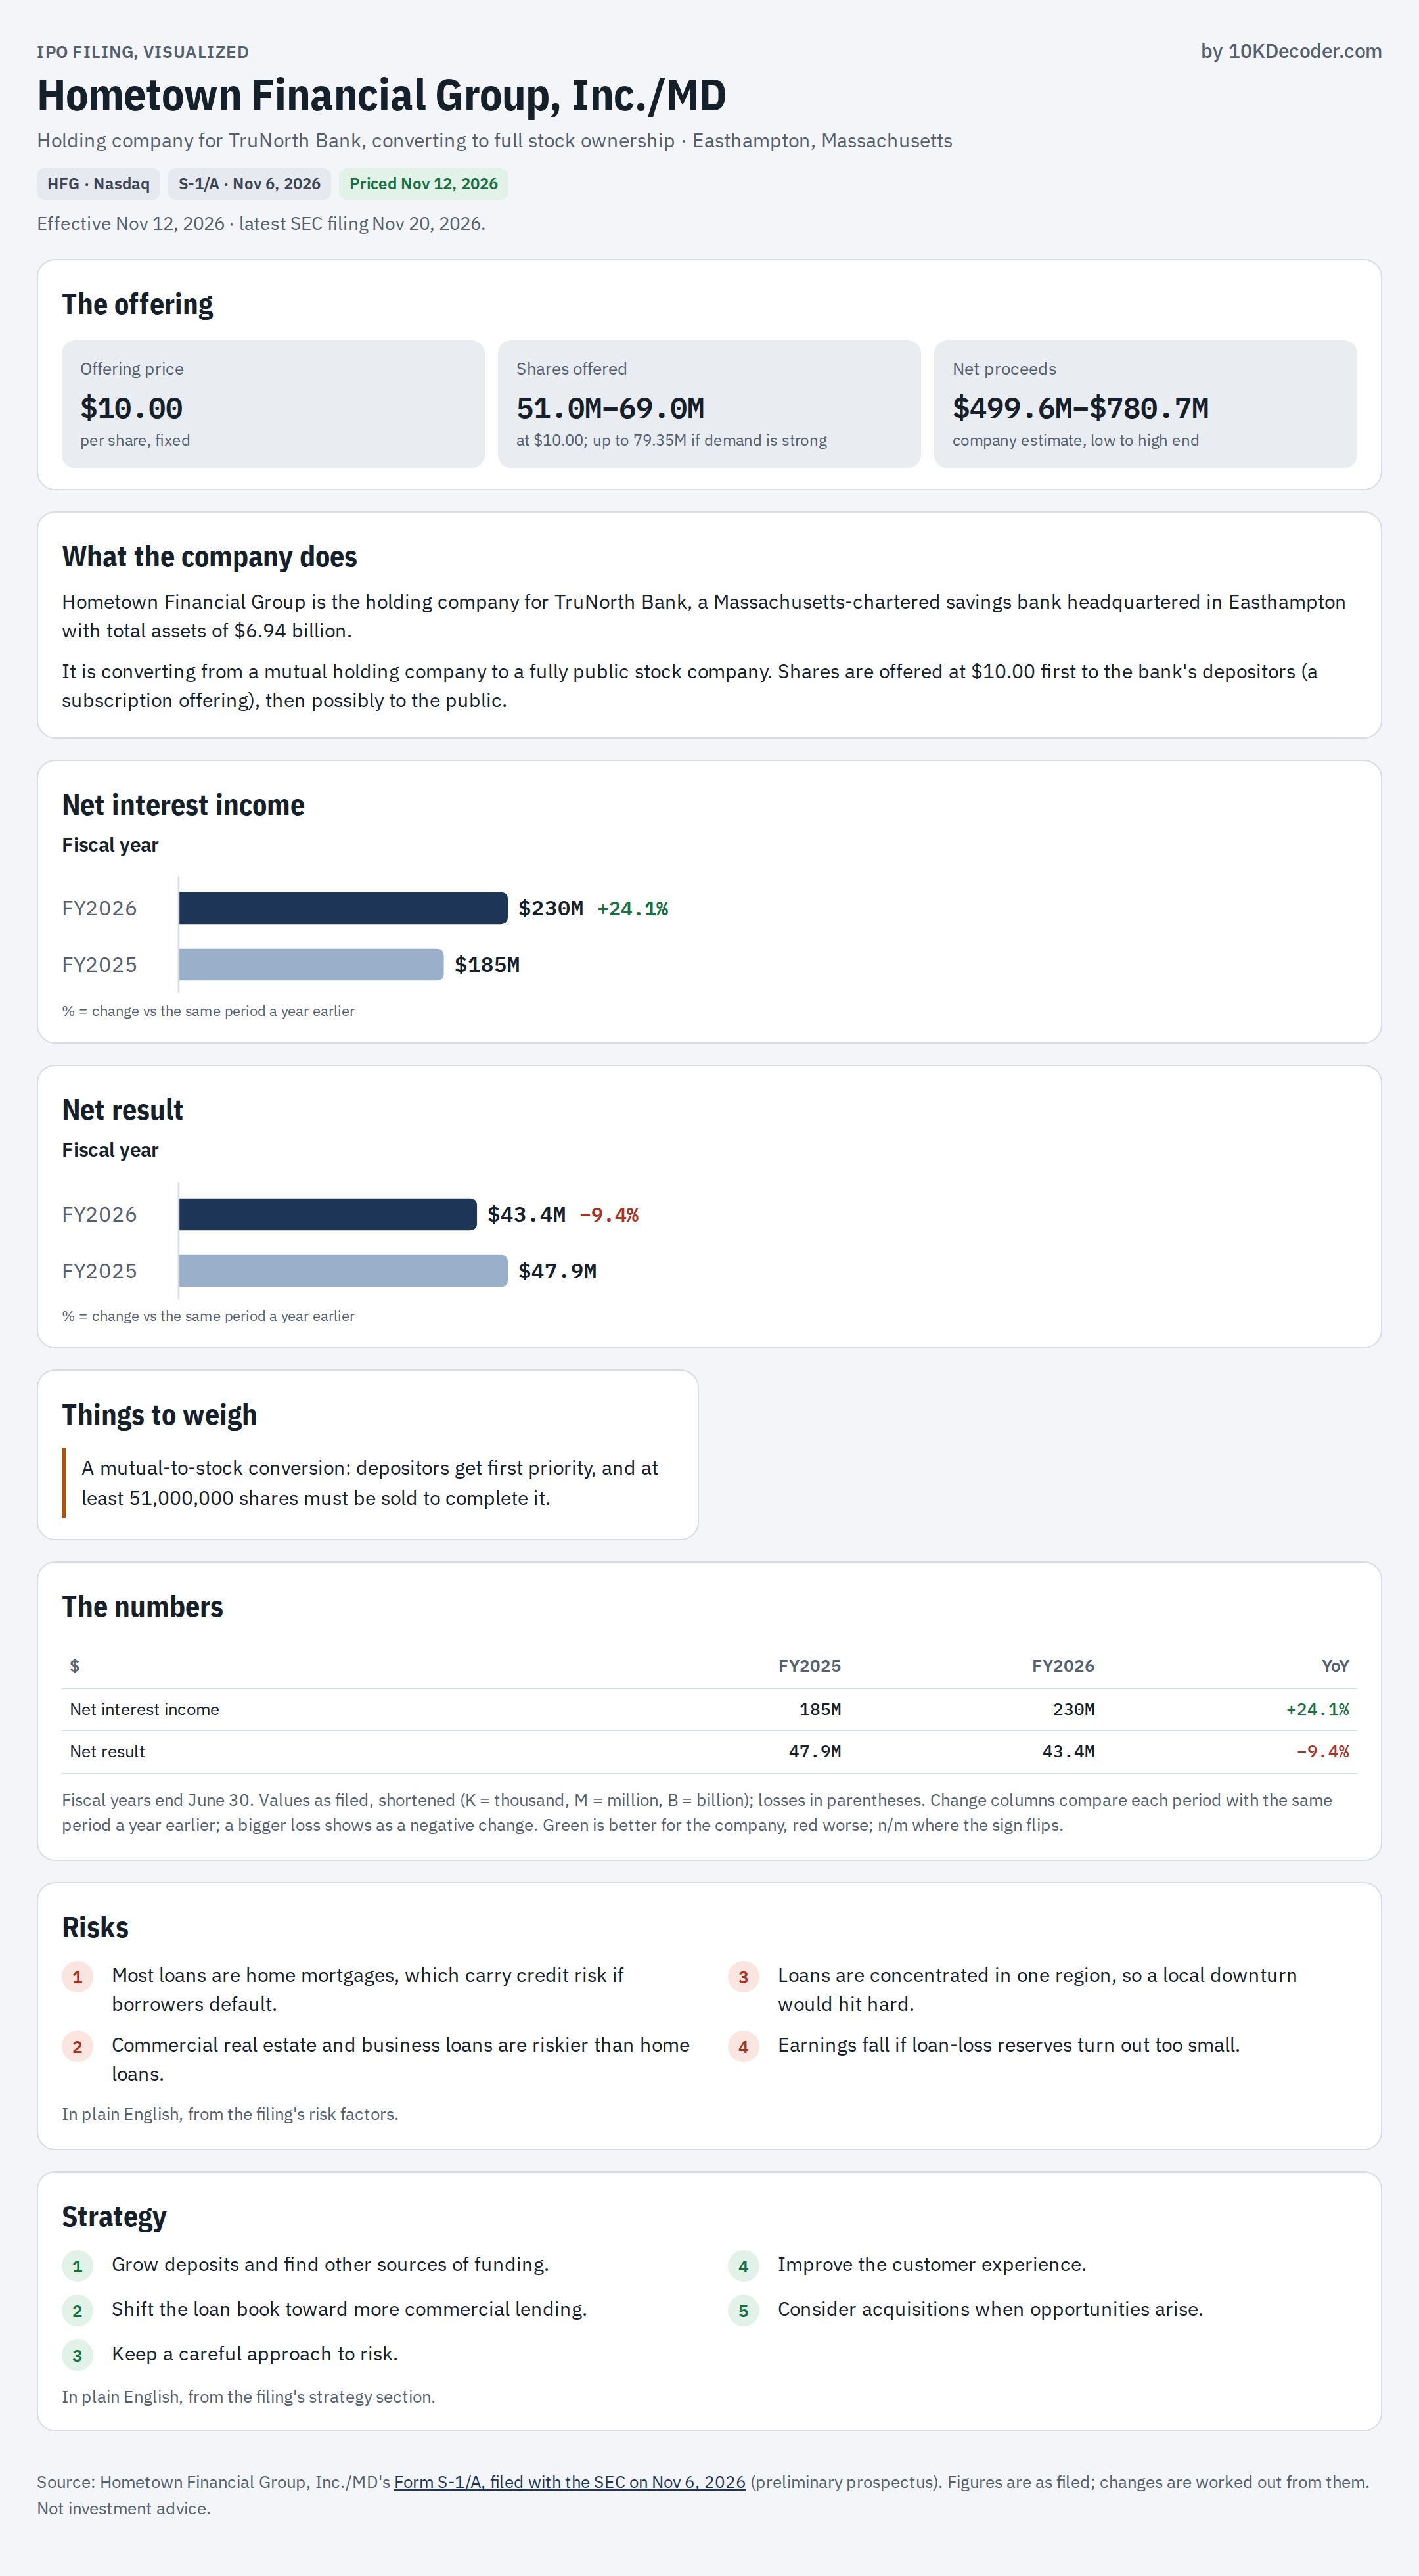 IPO FILING, VISUALIZED
by 10KDecoder.com
Hometown Financial Group, Inc./MD
Holding company for TruNorth Bank, converting to full stock ownership · Easthampton, Massachusetts
HFG · Nasdaq
S-1/A · Nov 6, 2026
Priced Nov 12, 2026
Effective Nov 12, 2026 · latest SEC filing Nov 20, 2026.
The offering
Offering price
$10.00
per share, fixed
Shares offered
51.0M–69.0M
at $10.00; up to 79.35M if demand is strong
Net proceeds
$499.6M–$780.7M
company estimate, low to high end
What the company does
Hometown Financial Group is the holding company for TruNorth Bank, a Massachusetts-chartered savings bank headquartered in Easthampton
with total assets of $6.94 billion.
It is converting from a mutual holding company to a fully public stock company. Shares are offered at $10.00 first to the bank's depositors (a
subscription offering), then possibly to the public.
Net interest income
Fiscal year
FY2026 $230M +24.1%
FY2025 $185M
% = change vs the same period a year earlier
Net result
Fiscal year
FY2026 $43.4M −9.4%
FY2025 $47.9M
% = change vs the same period a year earlier
Things to weigh
A mutual-to-stock conversion: depositors get first priority, and at
least 51,000,000 shares must be sold to complete it.
The numbers
$ FY2025 FY2026 YoY
Net interest income 185M 230M +24.1%
Net result 47.9M 43.4M −9.4%
Fiscal years end June 30. Values as filed, shortened (K = thousand, M = million, B = billion); losses in parentheses. Change columns compare each period with the same
period a year earlier; a bigger loss shows as a negative change. Green is better for the company, red worse; n/m where the sign flips.
Risks
1 Most loans are home mortgages, which carry credit risk if
borrowers default.
2 Commercial real estate and business loans are riskier than home
loans.
3 Loans are concentrated in one region, so a local downturn
would hit hard.
4 Earnings fall if loan-loss reserves turn out too small.
In plain English, from the filing's risk factors.
Strategy
1 Grow deposits and find other sources of funding.
2 Shift the loan book toward more commercial lending.
3 Keep a careful approach to risk.
4 Improve the customer experience.
5 Consider acquisitions when opportunities arise.
In plain English, from the filing's strategy section.
Source: Hometown Financial Group, Inc./MD's Form S-1/A, filed with the SEC on Nov 6, 2026 (preliminary prospectus). Figures are as filed; changes are worked out from them.
Not investment advice.